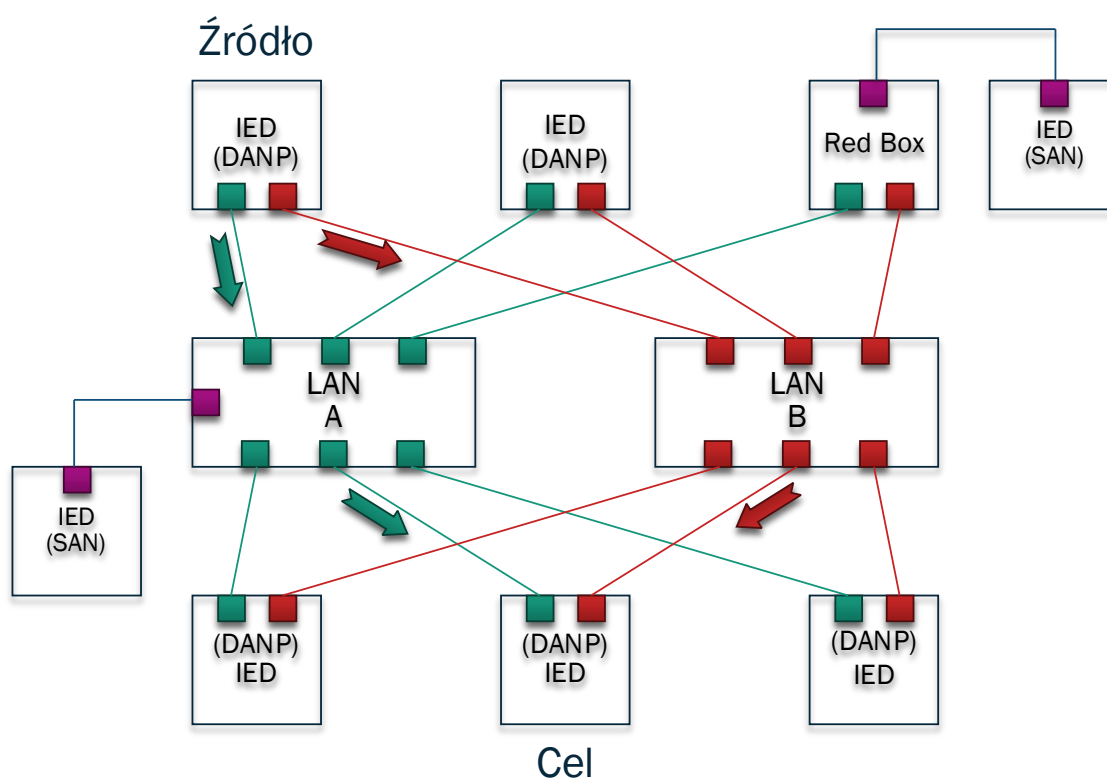 Źródło
IED
(DANP)
IED
(DANP)
Red Box
IED
(SAN)
LAN
A
LAN
B
IED
(SAN)
(DANP)
IED
(DANP)
IED
(DANP)
IED
Cel